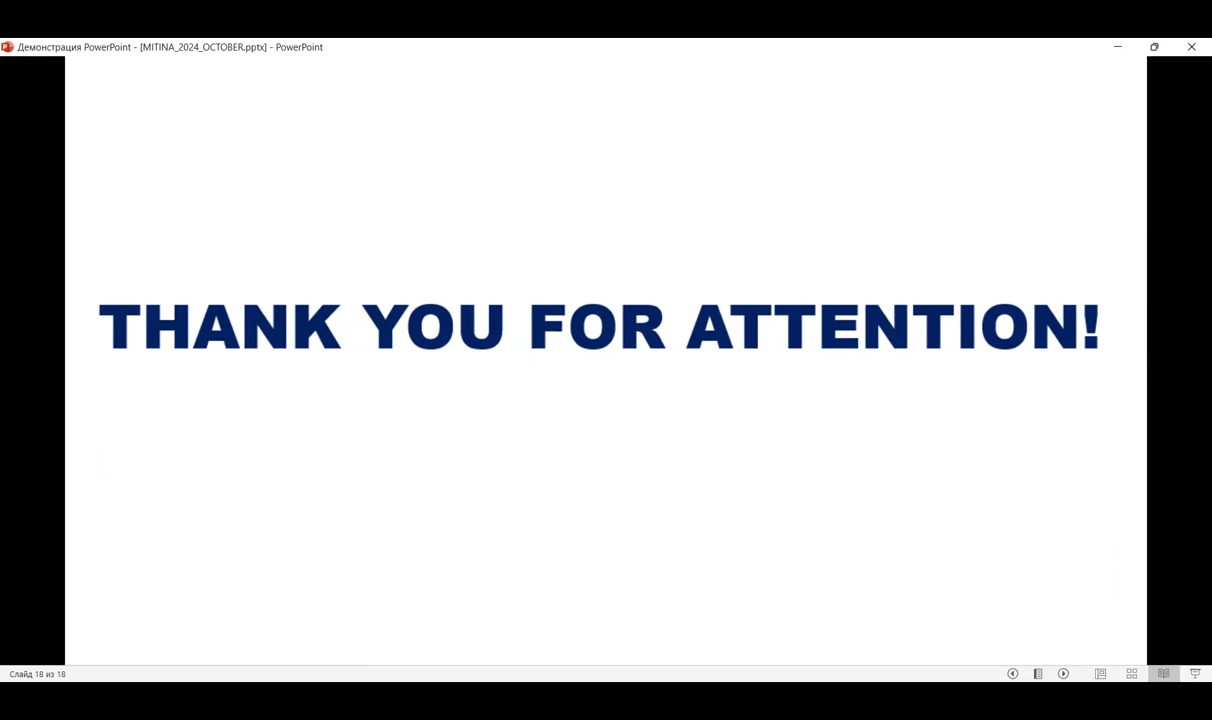 Демонстрация PowerPoint - [MITINA_2024_OCTOBER.pptx] - PowerPoint
THANK YOU FOR ATTENTION!
Слайд 18 из 18